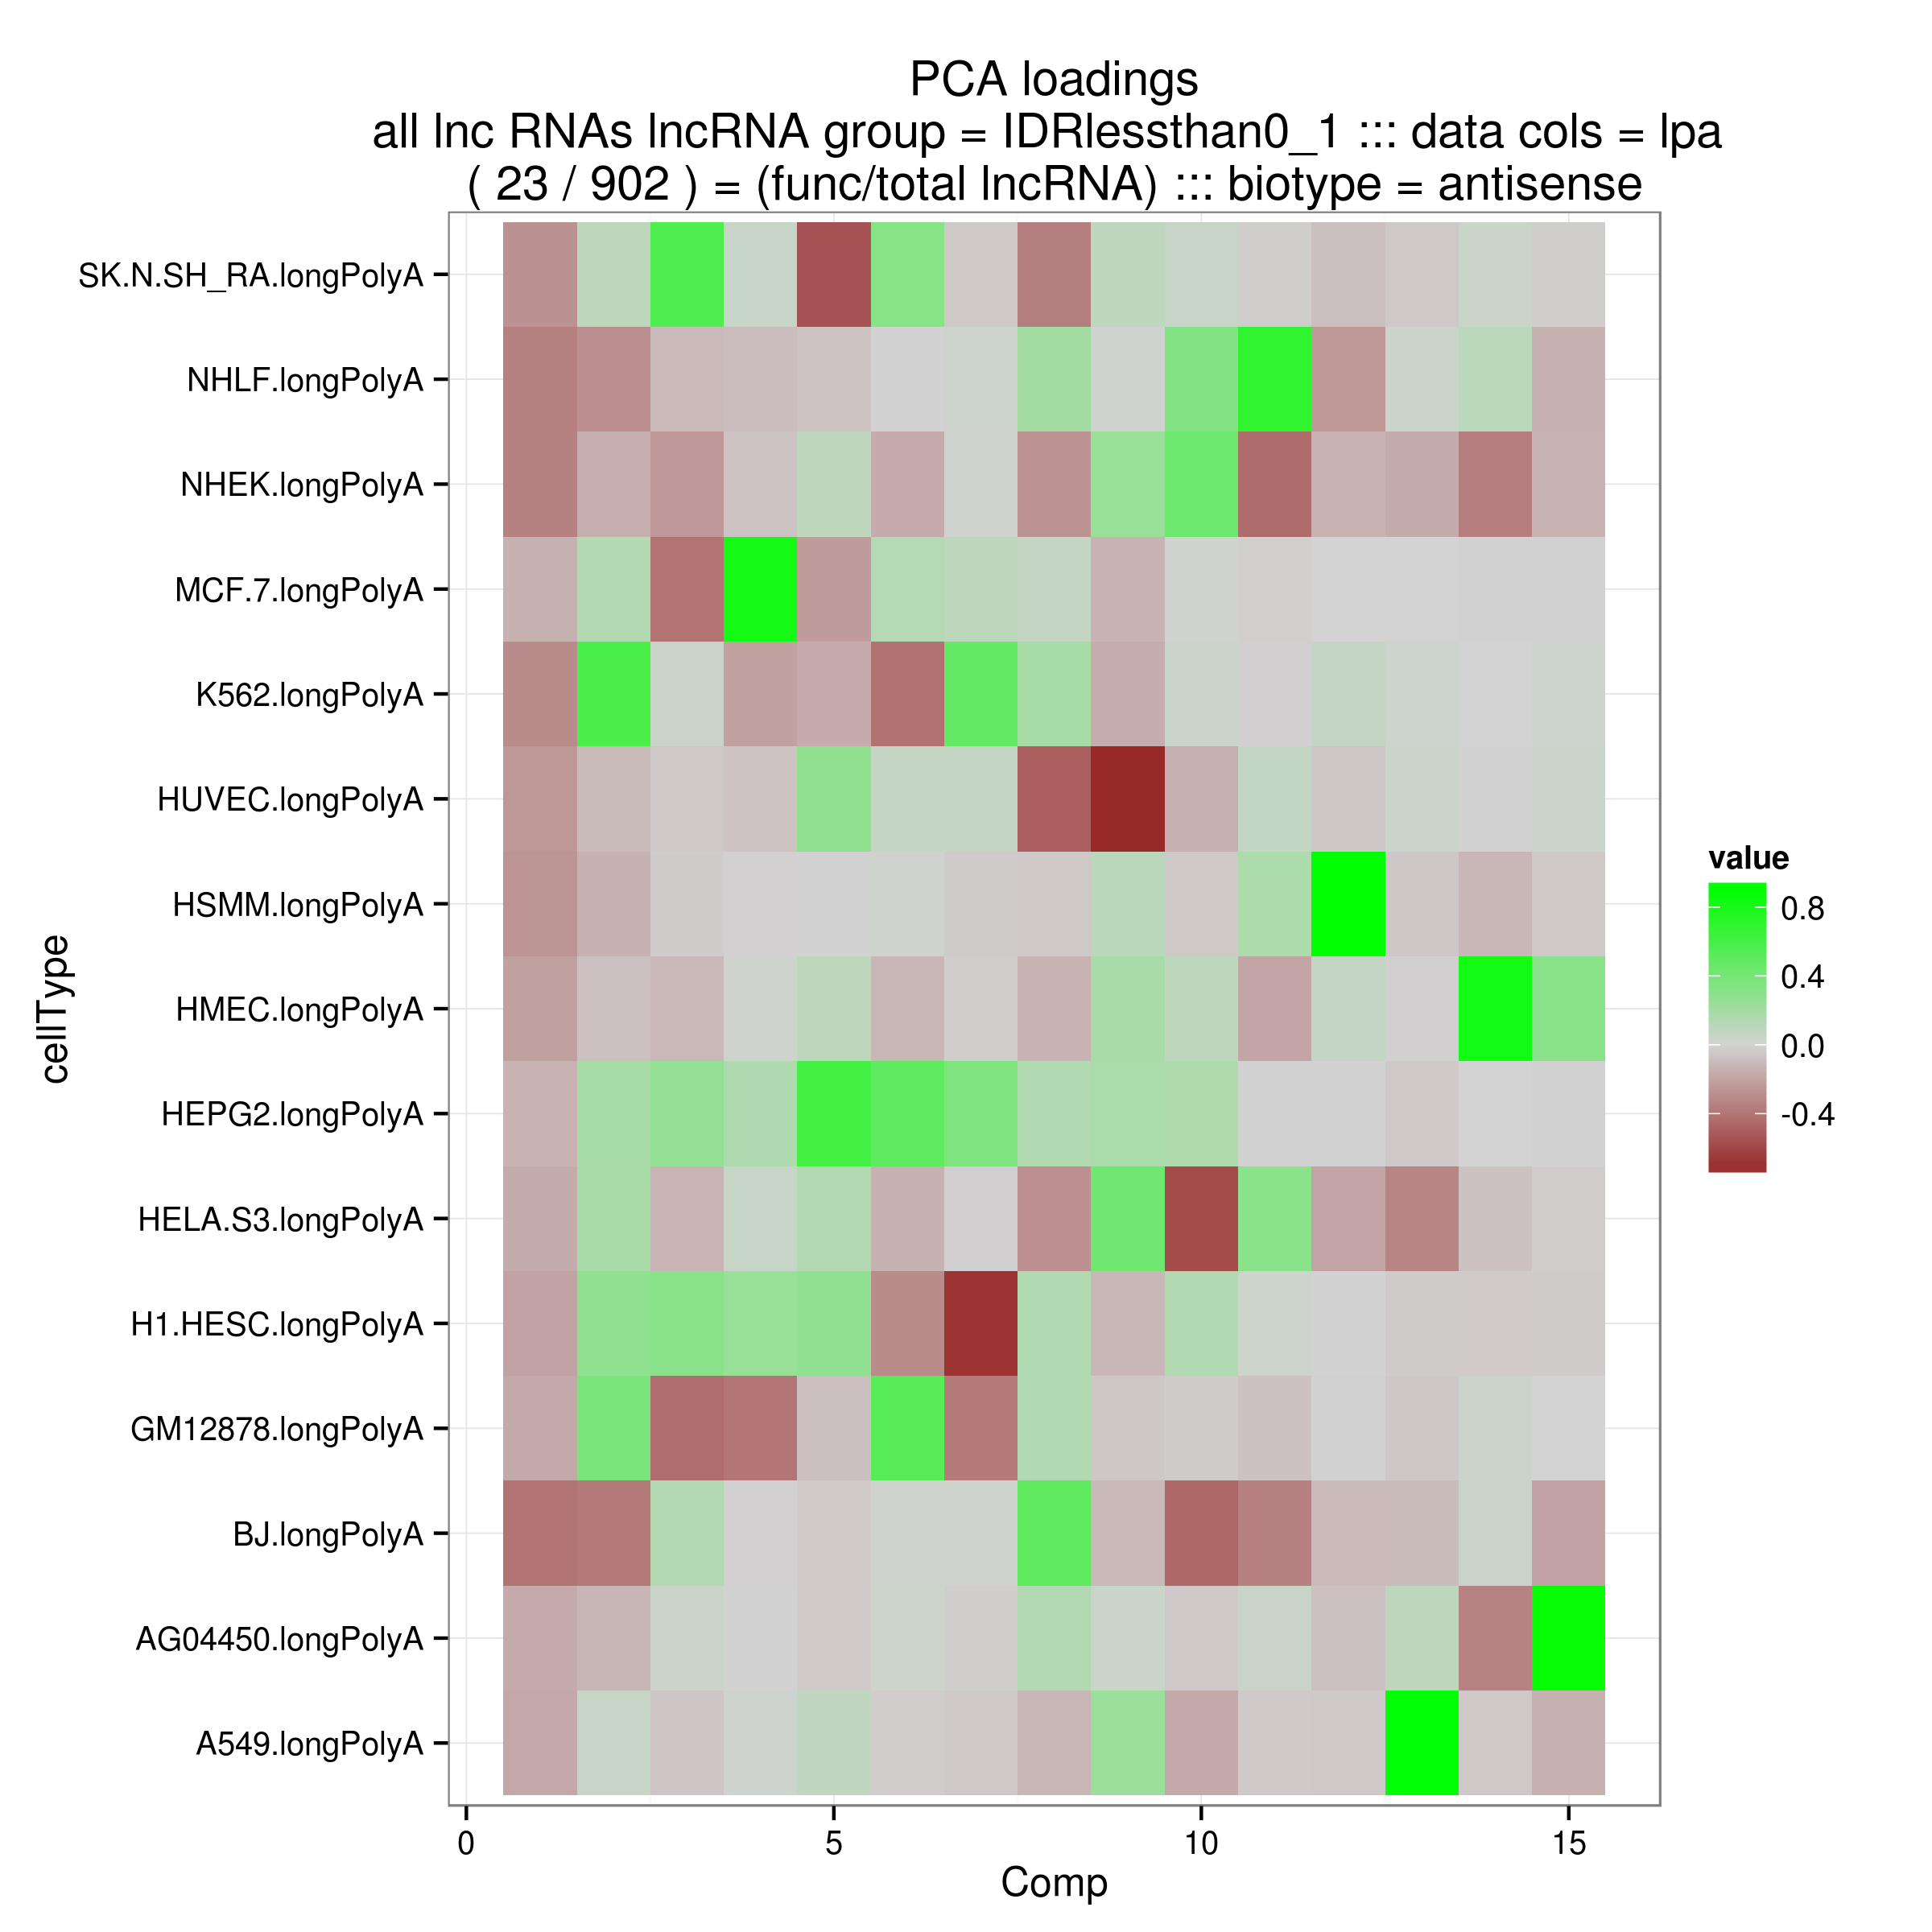 PCA loadings
all lnc RNAs lncRNA group = IDRlessthan0_1 ::: data cols = lpa
( 23 / 902 ) = (func/total lncRNA) ::: biotype = antisense
SK.N.SH_RA.longPolyA
NHLF.longPolyA
NHEK.longPolyA
MCF.7.longPolyA
K562.longPolyA
HUVEC.longPolyA
HSMM.longPolyA
HMEC.longPolyA
HEPG2.longPolyA
HELA.S3.longPolyA
H1.HESC.longPolyA
GM12878.longPolyA
BJ.longPolyA
AG04450.longPolyA
A549.longPolyA
cellType
0 5 10 15
Comp
value
0.8
0.4
0.0
-0.4